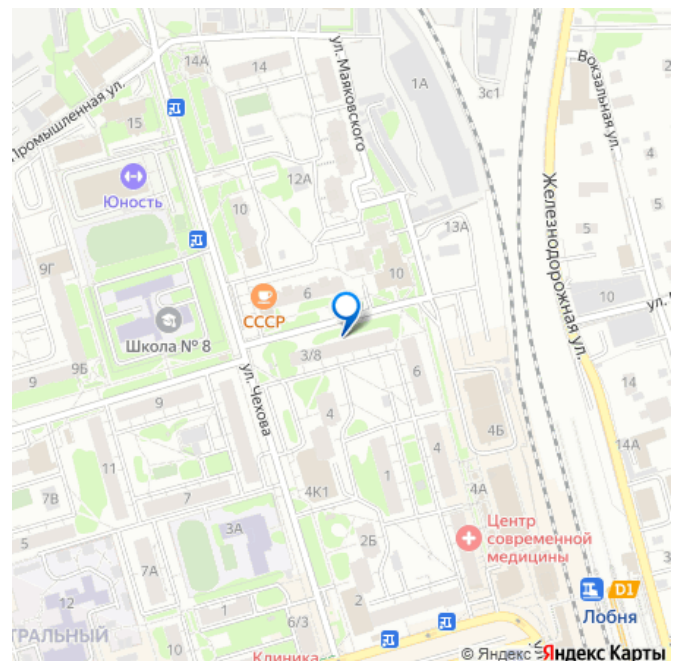 14А
14
ул. Маяковского
1А
3с1
Вокзальная ул.
2
Промышленная ул.
15
4
12А
Юность
10
Железнодорожная ул.
5
5
13А
9Г
10
6
10
СССР
Школа № 8
3/8
9Б
9
ул. Чехова
6
14
9
4
4Б
14А
11
4
7В
7
4К1
1
4А
5
3А
Центр
современной
медицины
2Б
7А
D1
12
1
2
Лобня
6/3
ТРАЛЬНЫЙ
Клиника
© Яндекс
Яндекс Карты